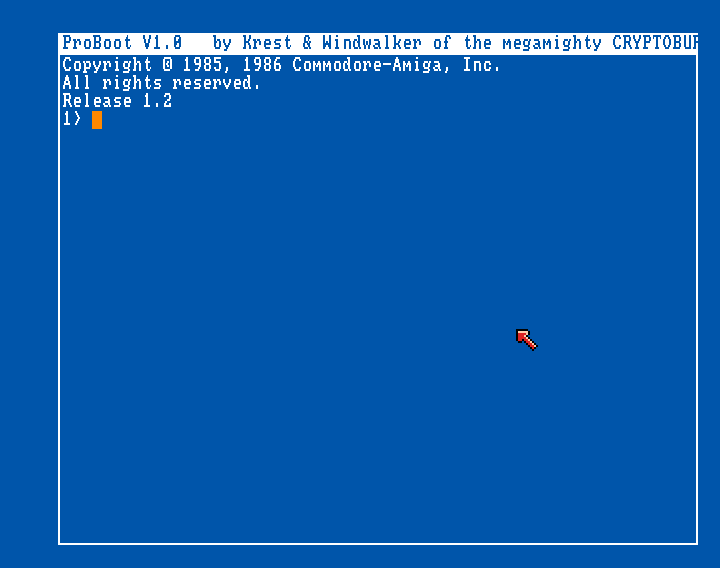 ProBoot V1.0   by Krest & Windwalker of the megamighty CRYPTOBUR
Copyright © 1985, 1986 Commodore-Amiga, Inc.
All rights reserved.
Release 1.2
1>